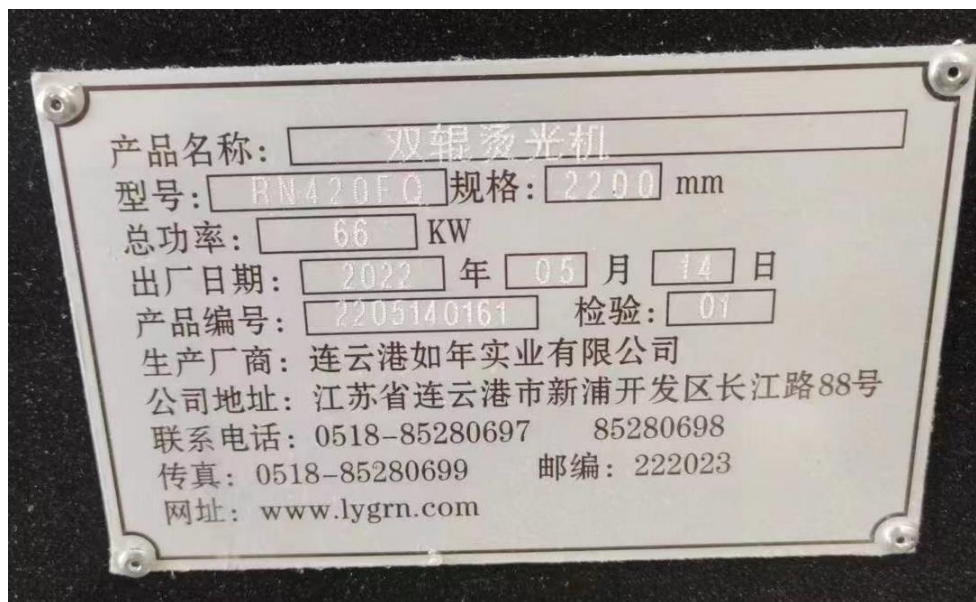 产品名称: 双辊烫光机
型号: RN420FQ 规格: 2200 mm
总功率: 66 KW
出厂日期: 2022 年 05 月 14 日
产品编号: 2205140161 检验: 01
生产厂商: 连云港如年实业有限公司
公司地址: 江苏省连云港市新浦开发区长江路88号
联系电话: 0518-85280697 85280698
传真: 0518-85280699 邮编: 222023
网址: www.lygrn.com